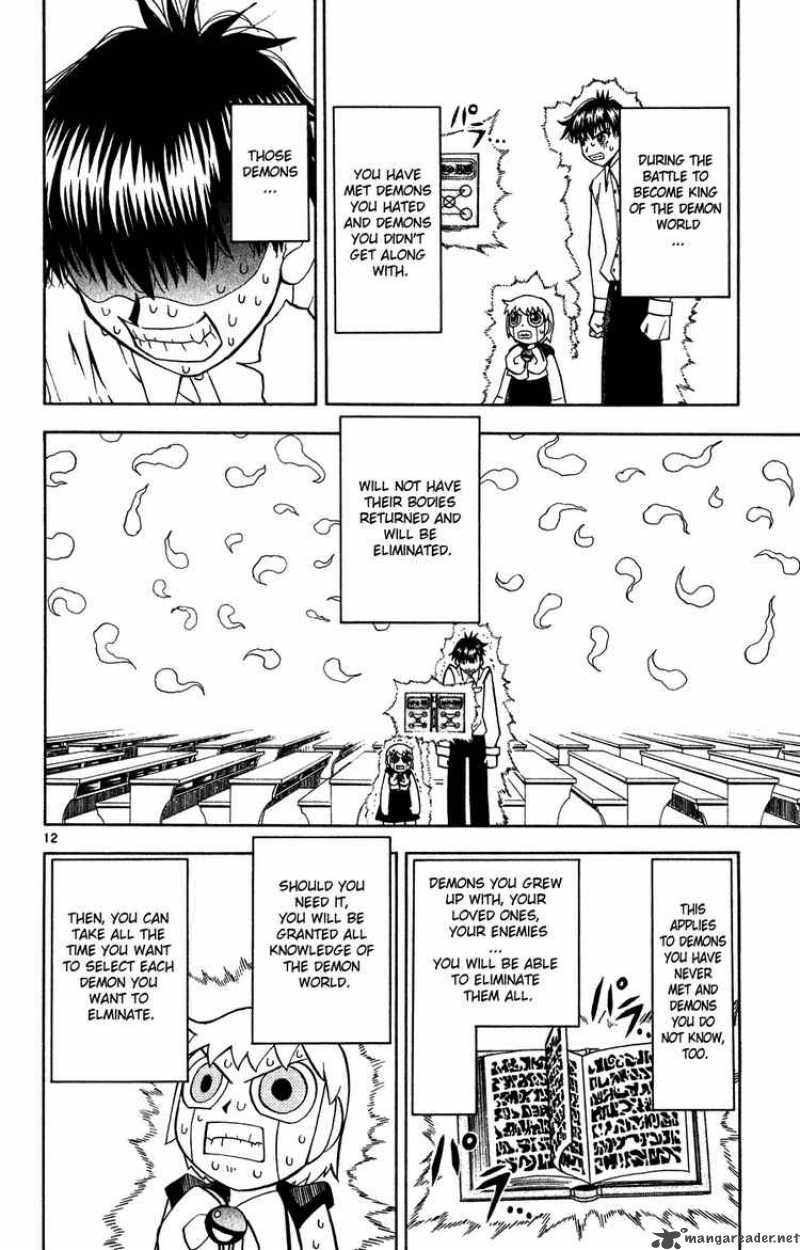 DURING THE
BATTLE TO
BECOME KING
OF THE DEMON
WORLD
...
パラ...
YOU HAVE
MET DEMONS
YOU HATED
AND DEMONS
YOU DIDN'T
GET ALONG
WITH.
THOSE
DEMONS
...
WILL NOT HAVE
THEIR BODIES
RETURNED AND
WILL BE
ELIMINATED.
12
THIS
APPLIES
TO DEMONS
YOU HAVE
NEVER
MET AND
DEMONS
YOU DO
NOT KNOW,
TOO.
DEMONS YOU GREW
UP WITH, YOUR
LOVED ONES,
YOUR ENEMIES
...
YOU WILL BE ABLE
TO ELIMINATE
THEM ALL.
SHOULD YOU
NEED IT,
YOU WILL BE
GRANTED ALL
KNOWLEDGE OF
THE DEMON
WORLD.
THEN, YOU CAN
TAKE ALL THE
TIME YOU WANT
TO SELECT EACH
DEMON YOU
WANT TO
ELMINATE.
mangareader.net